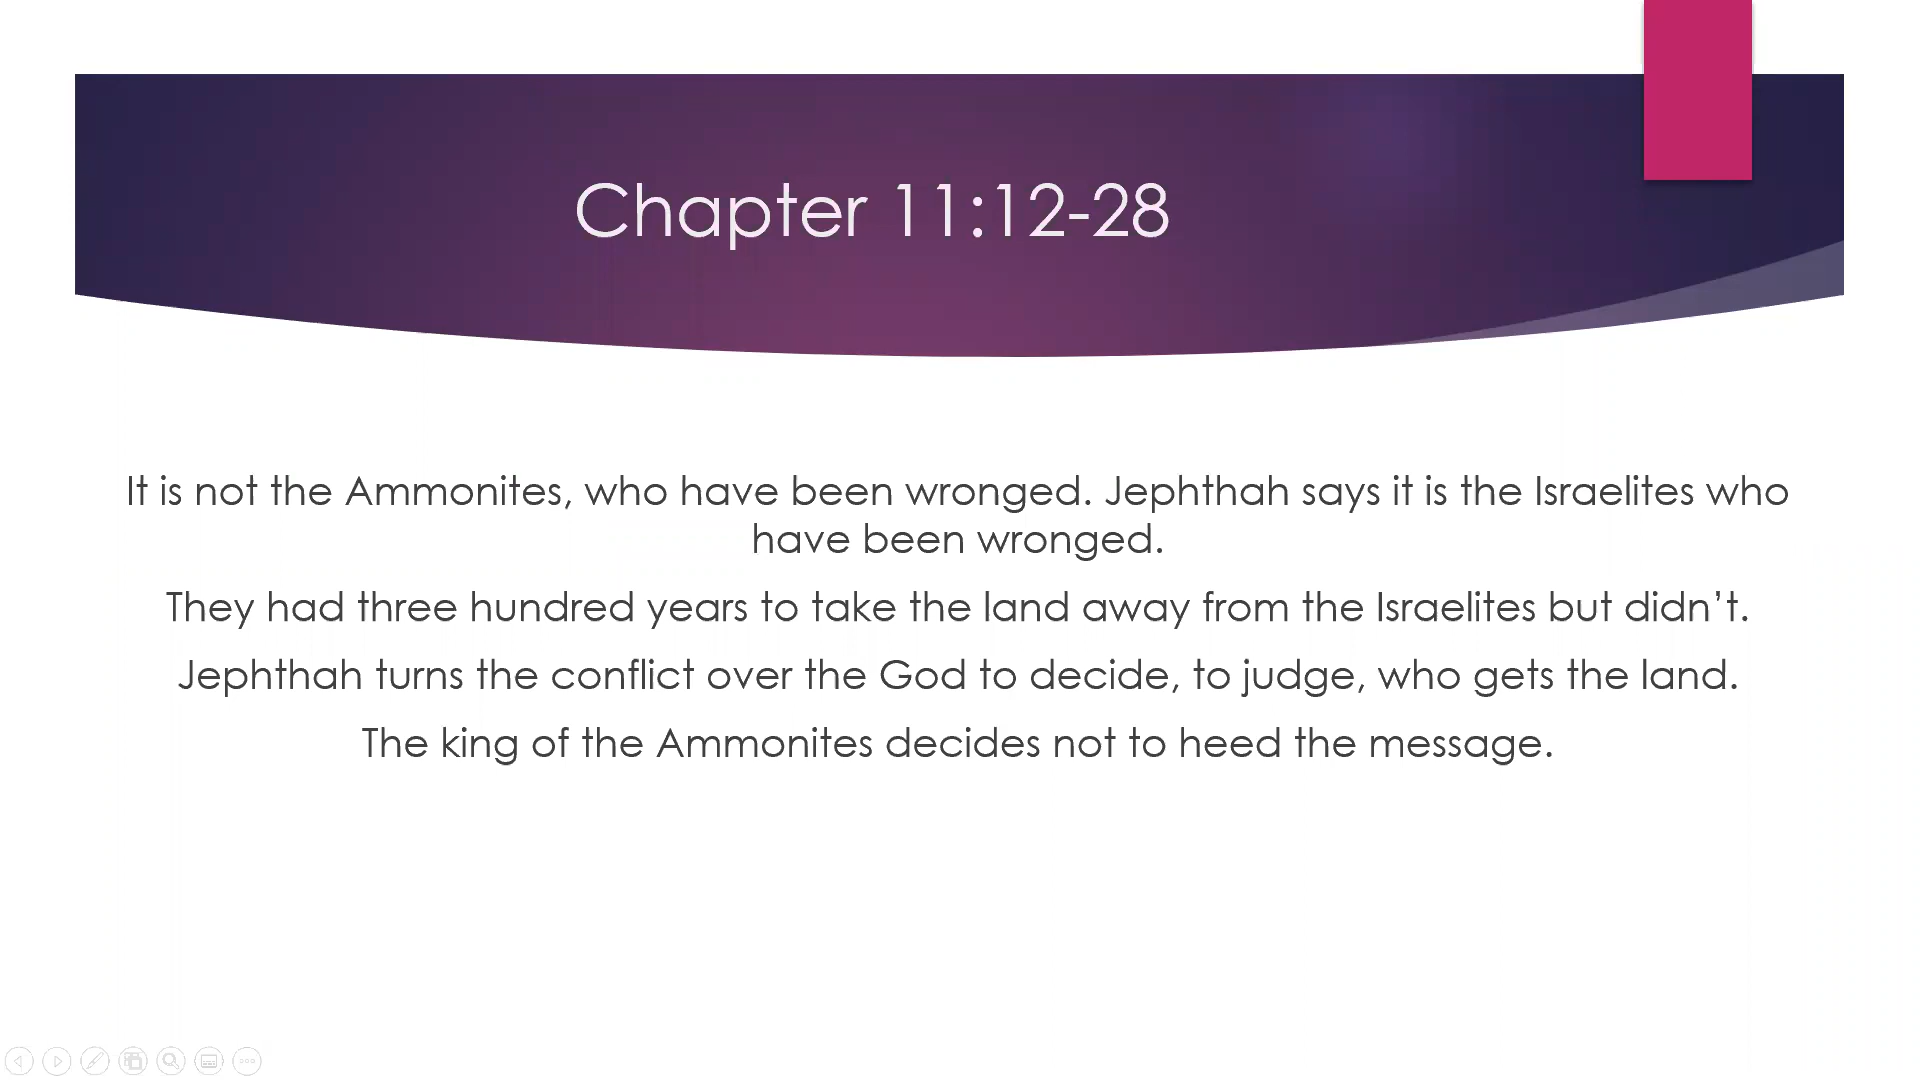 Chapter 11:12-28
It is not the Ammonites, who have been wronged. Jephthah says it is the Israelites who
have been wronged.
They had three hundred years to take the land away from the Israelites but didn’t.
Jephthah turns the conflict over the God to decide, to judge, who gets the land.
The king of the Ammonites decides not to heed the message.